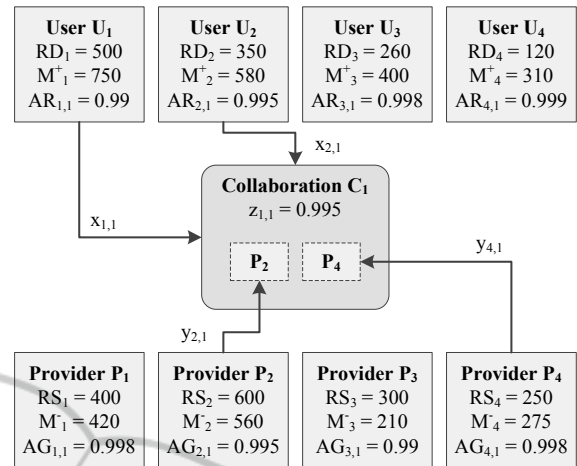 User U₁
RD₁ = 500
M⁺₁ = 750
AR₁,₁ = 0.99
User U₂
RD₂ = 350
M⁺₂ = 580
AR₂,₁ = 0.995
User U₃
RD₃ = 260
M⁺₃ = 400
AR₃,₁ = 0.998
User U₄
RD₄ = 120
M⁺₄ = 310
AR₄,₁ = 0.999
x₂,₁
x₁,₁
Collaboration C₁
z₁,₁ = 0.995
P₂
P₄
y₄,₁
y₂,₁
Provider P₁
RS₁ = 400
M⁻₁ = 420
AG₁,₁ = 0.998
Provider P₂
RS₂ = 600
M⁻₂ = 560
AG₂,₁ = 0.995
Provider P₃
RS₃ = 300
M⁻₃ = 210
AG₃,₁ = 0.99
Provider P₄
RS₄ = 250
M⁻₄ = 275
AG₄,₁ = 0.998